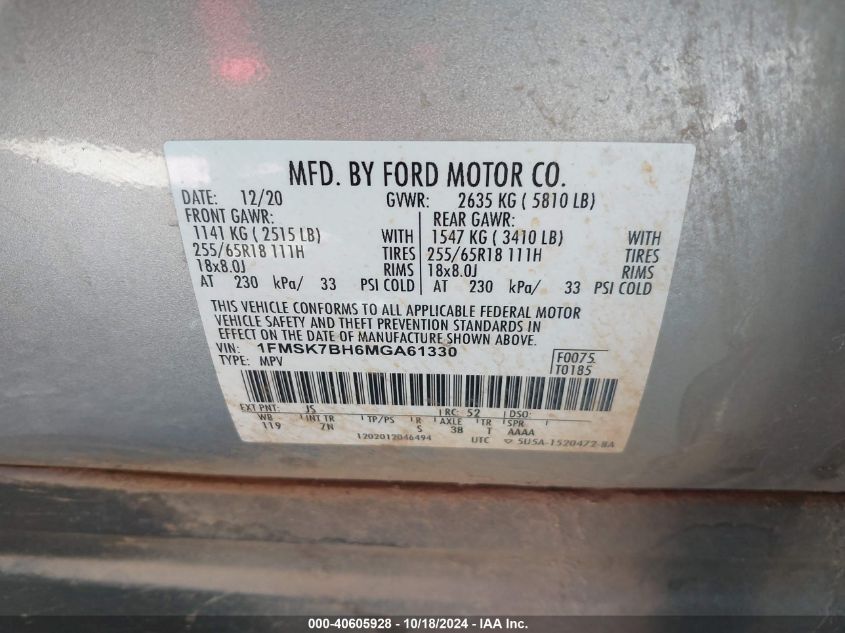 MFD. BY FORD MOTOR CO.
DATE: 12/20 GVWR: 2635 KG ( 5810 LB)
FRONT GAWR: REAR GAWR:
1141 KG ( 2515 LB) WITH 1547 KG ( 3410 LB) WITH
255/65R18 111H TIRES 255/65R18 111H TIRES
18x8.0J RIMS 18x8.0J RIMS
AT 230 kPa/ 33 PSI COLD AT 230 kPa/ 33 PSI COLD
THIS VEHICLE CONFORMS TO ALL APPLICABLE FEDERAL MOTOR
VEHICLE SAFETY AND THEFT PREVENTION STANDARDS IN
EFFECT ON THE DATE OF MANUFACTURE SHOWN ABOVE.
VIN: 1FMSK7BH6MGA61330 F0075
TYPE: MPV T0185
EXT PNT: JS RC: 52 DSO:
WB INT TR TP/PS R AXLE TR SPR
119 7N S 3B T AAAA
1202012046494 UTC 5U5A-1520472-BA
000-40605928 - 10/18/2024 - IAA Inc.